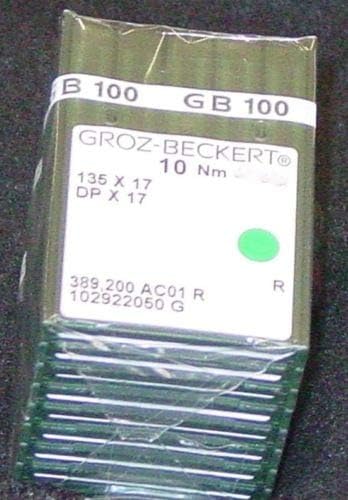 GB 100 GB 100
GROZ-BECKERT®
10 Nm
135 X 17
DP X 17
R
389,200 AC01 R
102922050 G